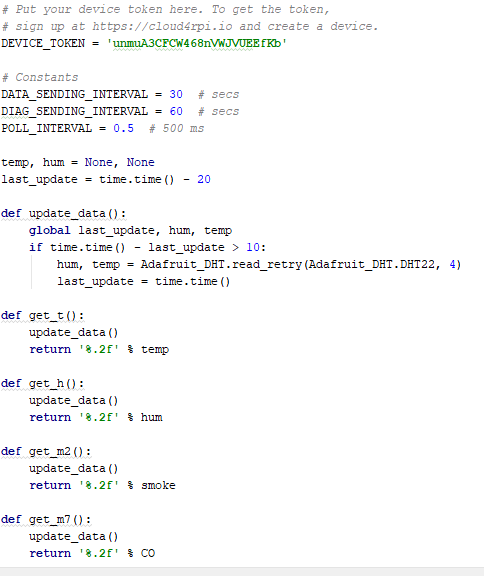 # Put your device token here. To get the token,
# sign up at https://cloud4rpi.io and create a device.
DEVICE_TOKEN = 'unmuA3CFCW468nVWJVUEEfKb'
# Constants
DATA_SENDING_INTERVAL = 30  # secs
DIAG_SENDING_INTERVAL = 60  # secs
POLL_INTERVAL = 0.5  # 500 ms
temp, hum = None, None
last_update = time.time() - 20
def update_data():
    global last_update, hum, temp
    if time.time() - last_update > 10:
        hum, temp = Adafruit_DHT.read_retry(Adafruit_DHT.DHT22, 4)
        last_update = time.time()
def get_t():
    update_data()
    return '%.2f' % temp
def get_h():
    update_data()
    return '%.2f' % hum
def get_m2():
    update_data()
    return '%.2f' % smoke
def get_m7():
    update_data()
    return '%.2f' % CO